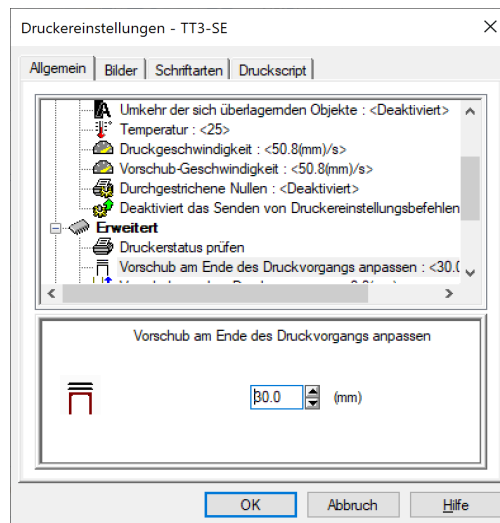 Druckereinstellungen - TT3-SE
Allgemein Bilder Schriftarten Druckscript
Umkehr der sich überlagernden Objekte : <Deaktiviert>
Temperatur : <25>
Druckgeschwindigkeit : <50.8(mm)/s>
Vorschub-Geschwindigkeit : <50.8(mm)/s>
Durchgestrichene Nullen : <Deaktiviert>
Deaktiviert das Senden von Druckereinstellungsbefehlen
Erweitert
Druckerstatus prüfen
Vorschub am Ende des Druckvorgangs anpassen : <30.(
Vorschub am Ende des Druckvorgangs anpassen
30.0 (mm)
OK Abbruch Hilfe